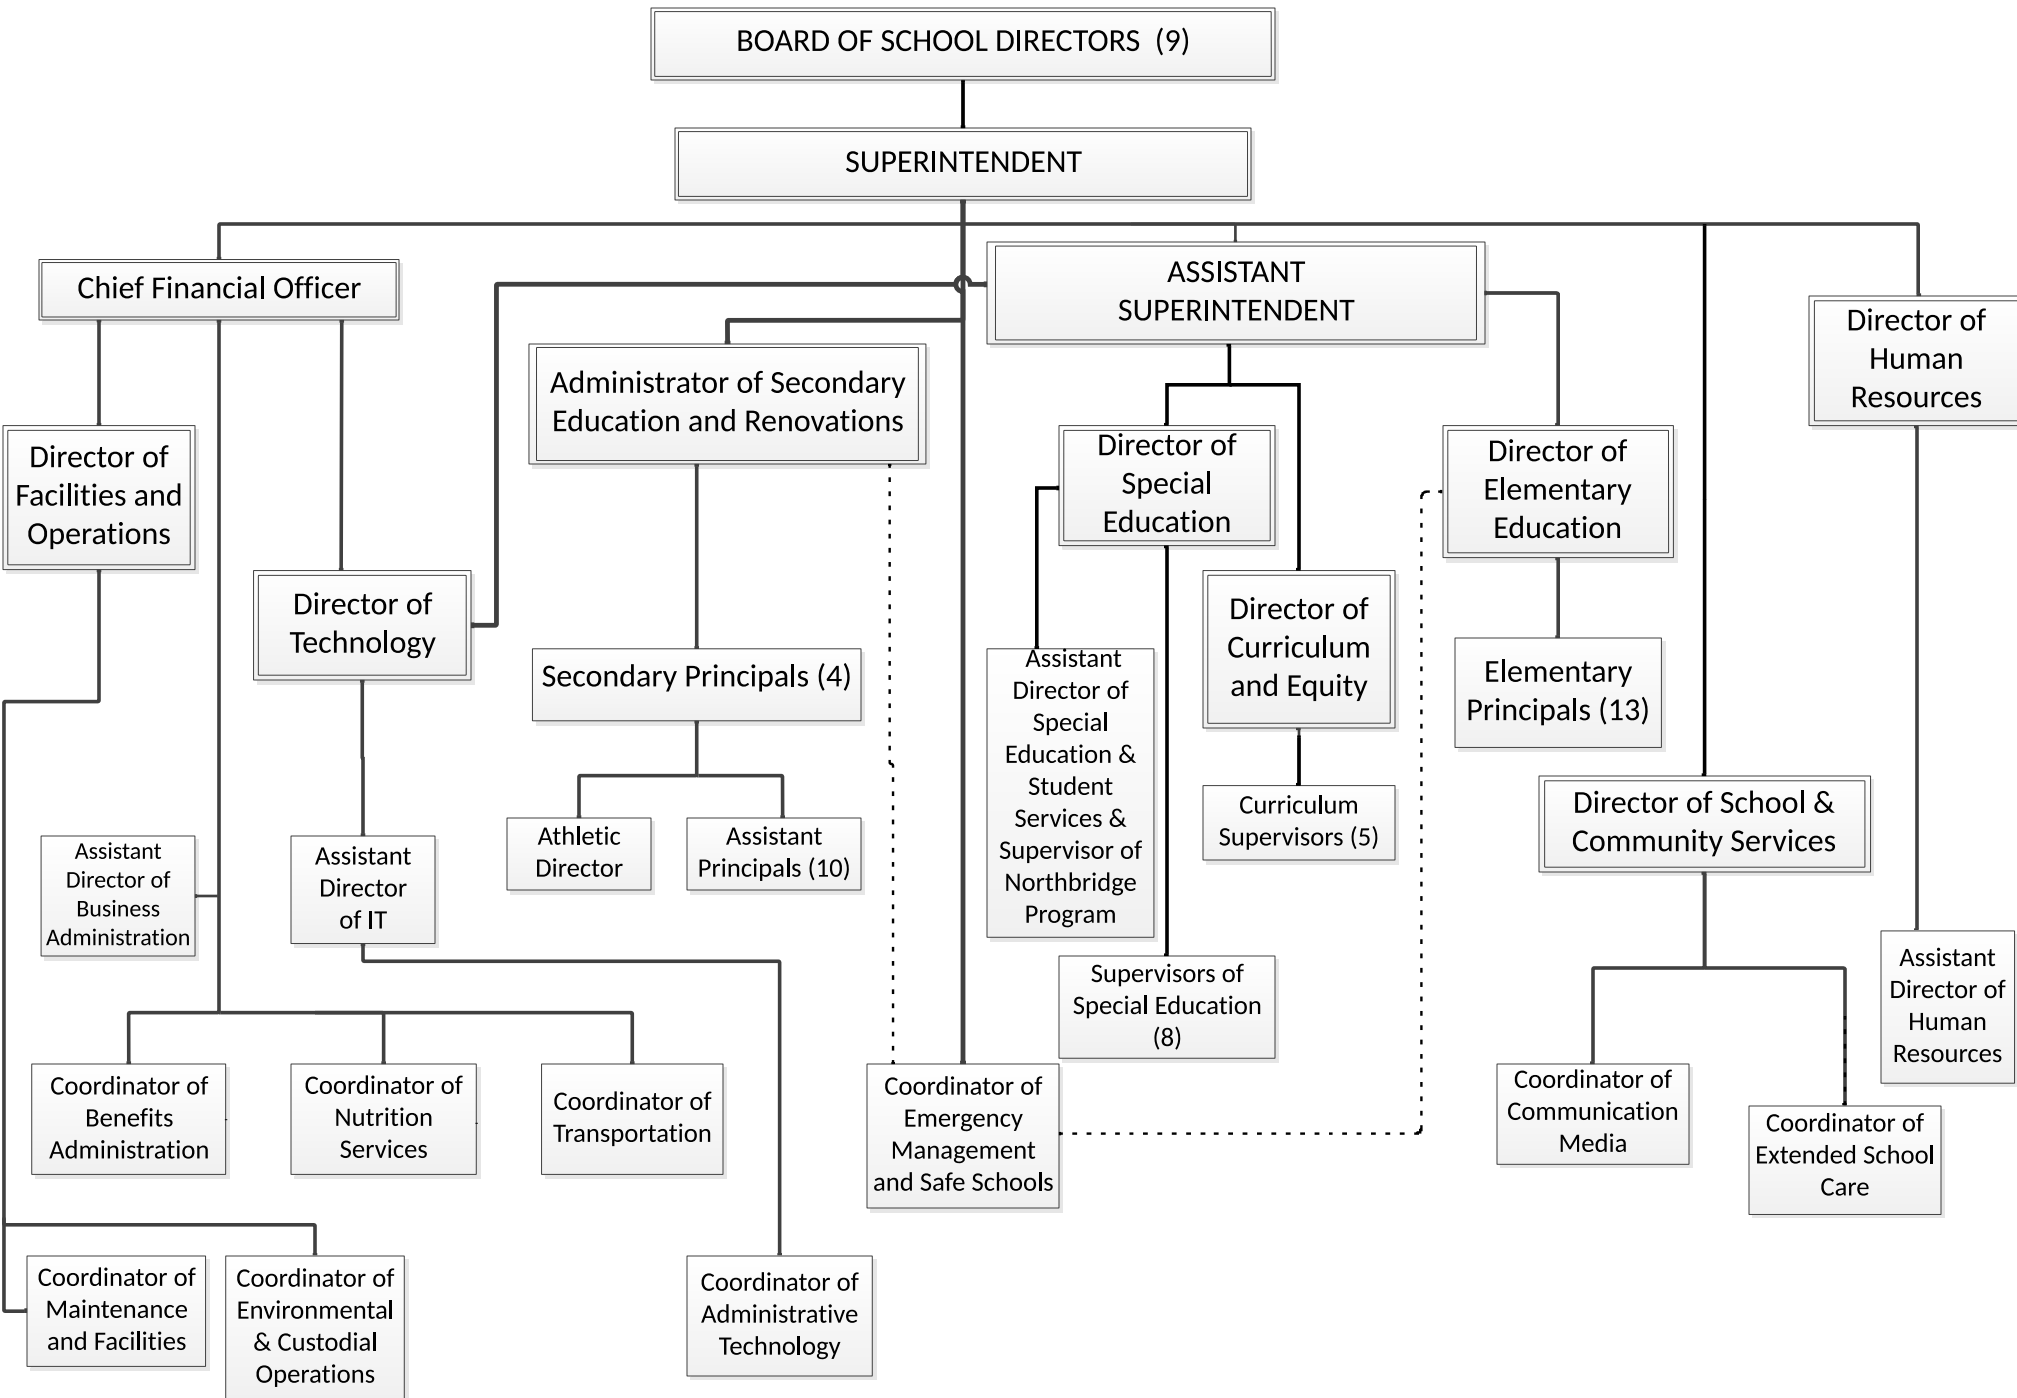 BOARD OF SCHOOL DIRECTORS  (9)
SUPERINTENDENT
Chief Financial Officer
ASSISTANT
SUPERINTENDENT
Director of
Human
Resources
Administrator of Secondary
Education and Renovations
Director of
Facilities and
Operations
Director of
Special
Education
Director of
Elementary
Education
Director of
Technology
Director of
Curriculum
and Equity
Secondary Principals (4)
Assistant
Director of
Special
Education &
Student
Services &
Supervisor of
Northbridge
Program
Elementary
Principals (13)
Director of School &
Community Services
Curriculum
Supervisors (5)
Athletic
Director
Assistant
Principals (10)
Assistant
Director of
Business
Administration
Assistant
Director
of IT
Supervisors of
Special Education
(8)
Assistant
Director of
Human
Resources
Coordinator of
Benefits
Administration
Coordinator of
Nutrition
Services
Coordinator of
Transportation
Coordinator of
Emergency
Management
and Safe Schools
Coordinator of
Communication
Media
Coordinator of
Extended School
Care
Coordinator of
Maintenance
and Facilities
Coordinator of
Environmental
& Custodial
Operations
Coordinator of
Administrative
Technology